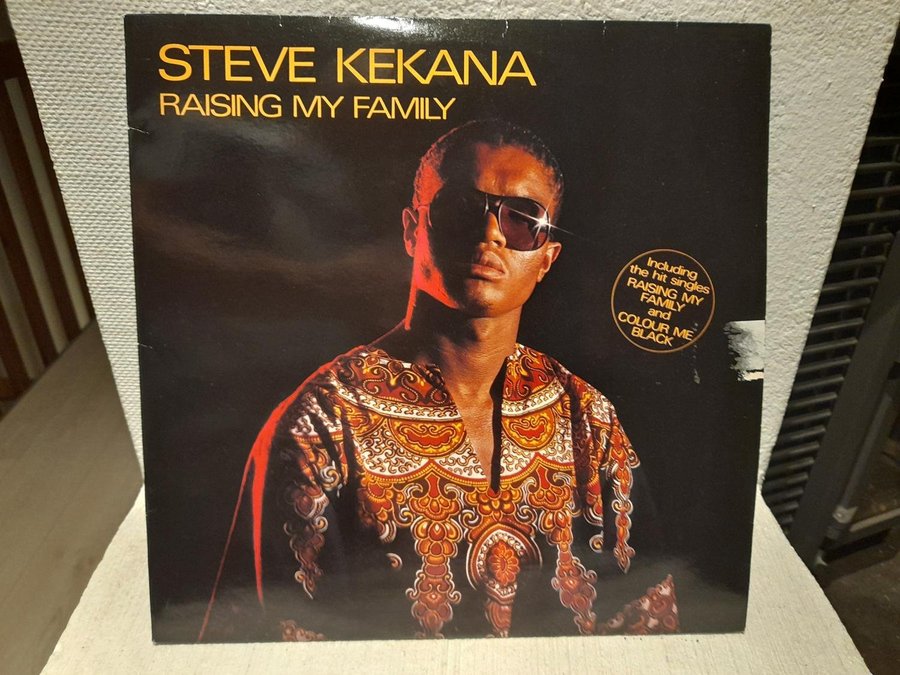 STEVE KEKANA
RAISING MY FAMILY
Including
the hit singles
RAISING MY
FAMILY
and
COLOUR ME
BLACK